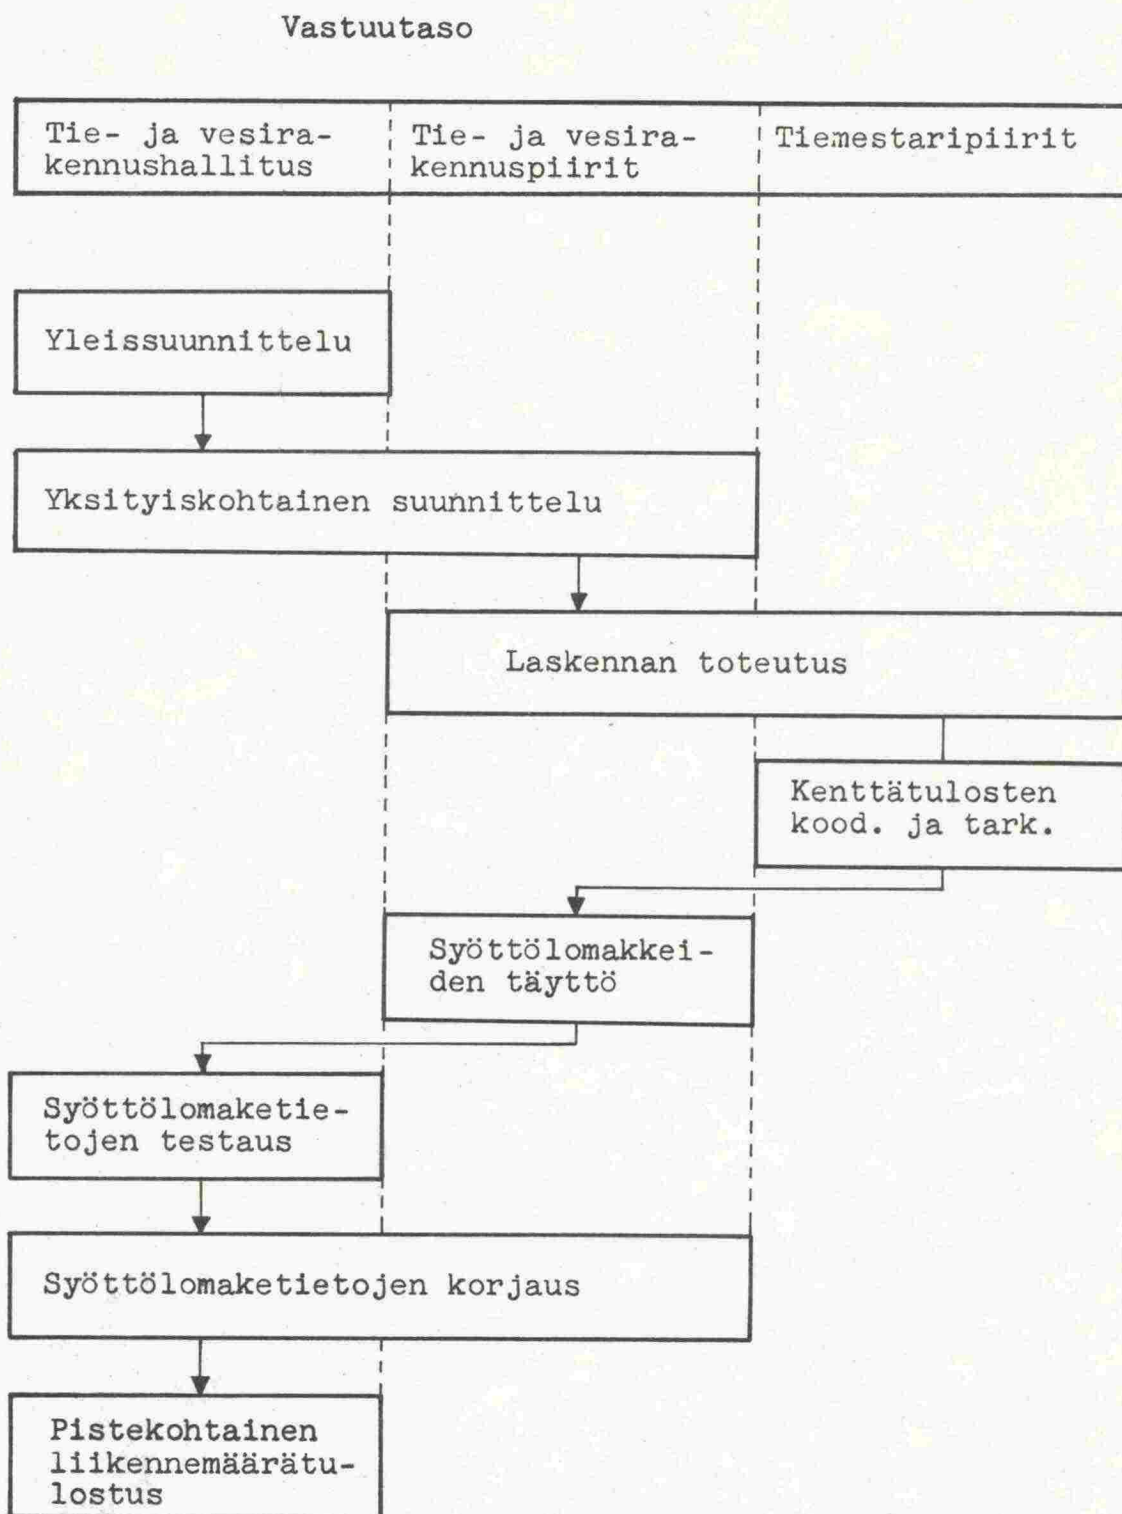 Vastuutaso
Tie- ja vesira-
kennushallitus
Tie- ja vesira-
kennuspiirit
Tiemestaripiirit
Yleissuunnittelu
Yksityiskohtainen suunnittelu
Laskennan toteutus
Kenttätulosten
kood. ja tark.
Syöttölomakkei-
den täyttö
Syöttölomaketie-
tojen testaus
Syöttölomaketietojen korjaus
Pistekohtainen
liikennemäärätu-
lostus